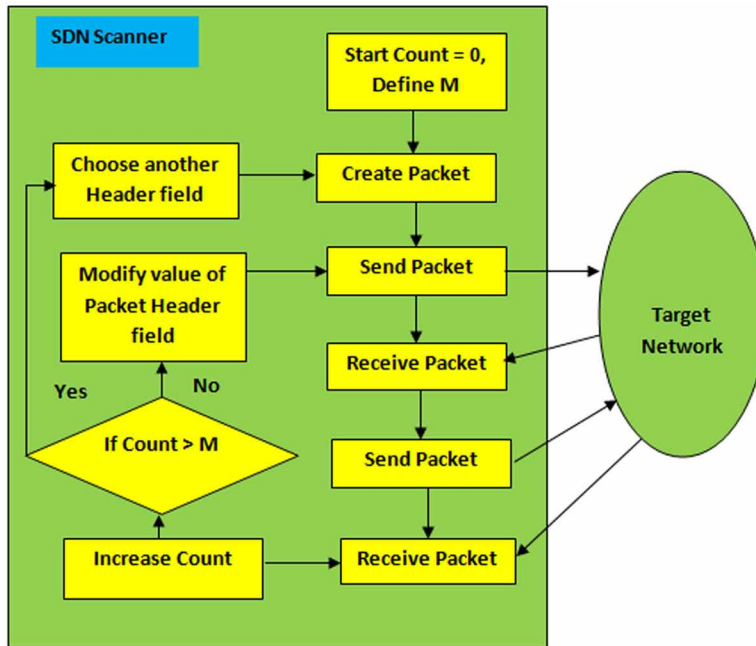 SDN Scanner
Start Count = 0,
Define M
Choose another
Header field
Create Packet
Modify value of
Packet Header
field
Send Packet
Target
Network
Receive Packet
Yes
No
If Count > M
Send Packet
Increase Count
Receive Packet